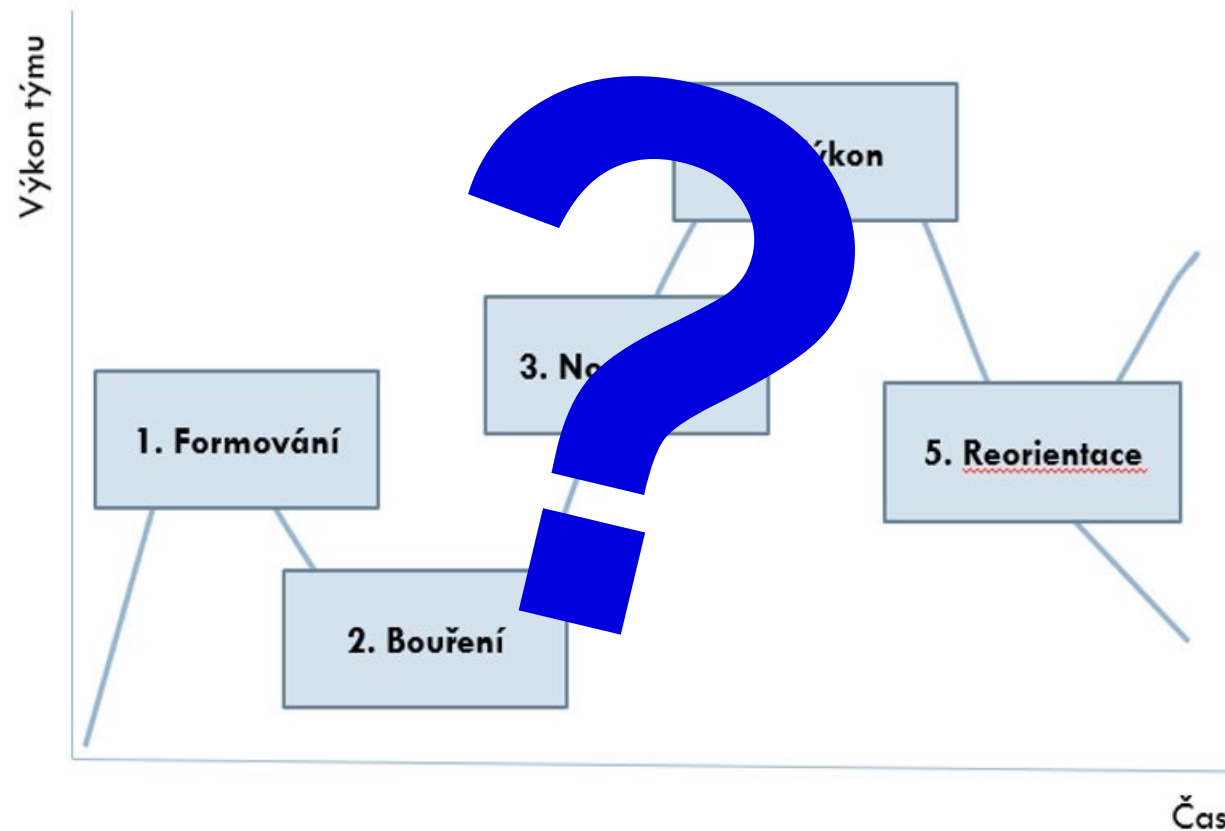 Výkon týmu
1. Formování
2. Bouření
3. No
ýkon
5. Reorientace
Čas